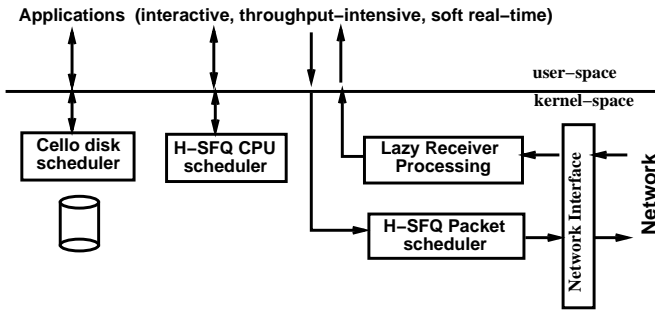 Applications (interactive, throughput−intensive, soft real−time)
user−space
kernel−space
Cello disk
scheduler
H−SFQ CPU
scheduler
Lazy Receiver
Processing
H−SFQ Packet
scheduler
Network Interface
Network